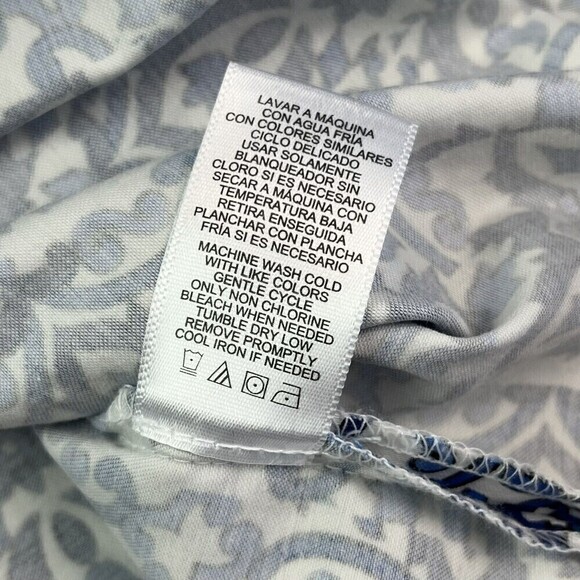 LAVAR A MÁQUINA
CON AGUA FRÍA
CON COLORES SIMILARES
CICLO DELICADO
USAR SOLAMENTE
BLANQUEADOR SIN
CLORO SI ES NECESARIO
SECAR A MÁQUINA CON
TEMPERATURA BAJA
RETIRA ENSEGUIDA
PLANCHAR CON PLANCHA
FRÍA SI ES NECESARIO
MACHINE WASH COLD
WITH LIKE COLORS
GENTLE CYCLE
ONLY NON CHLORINE
BLEACH WHEN NEEDED
TUMBLE DRY LOW
REMOVE PROMPTLY
COOL IRON IF NEEDED